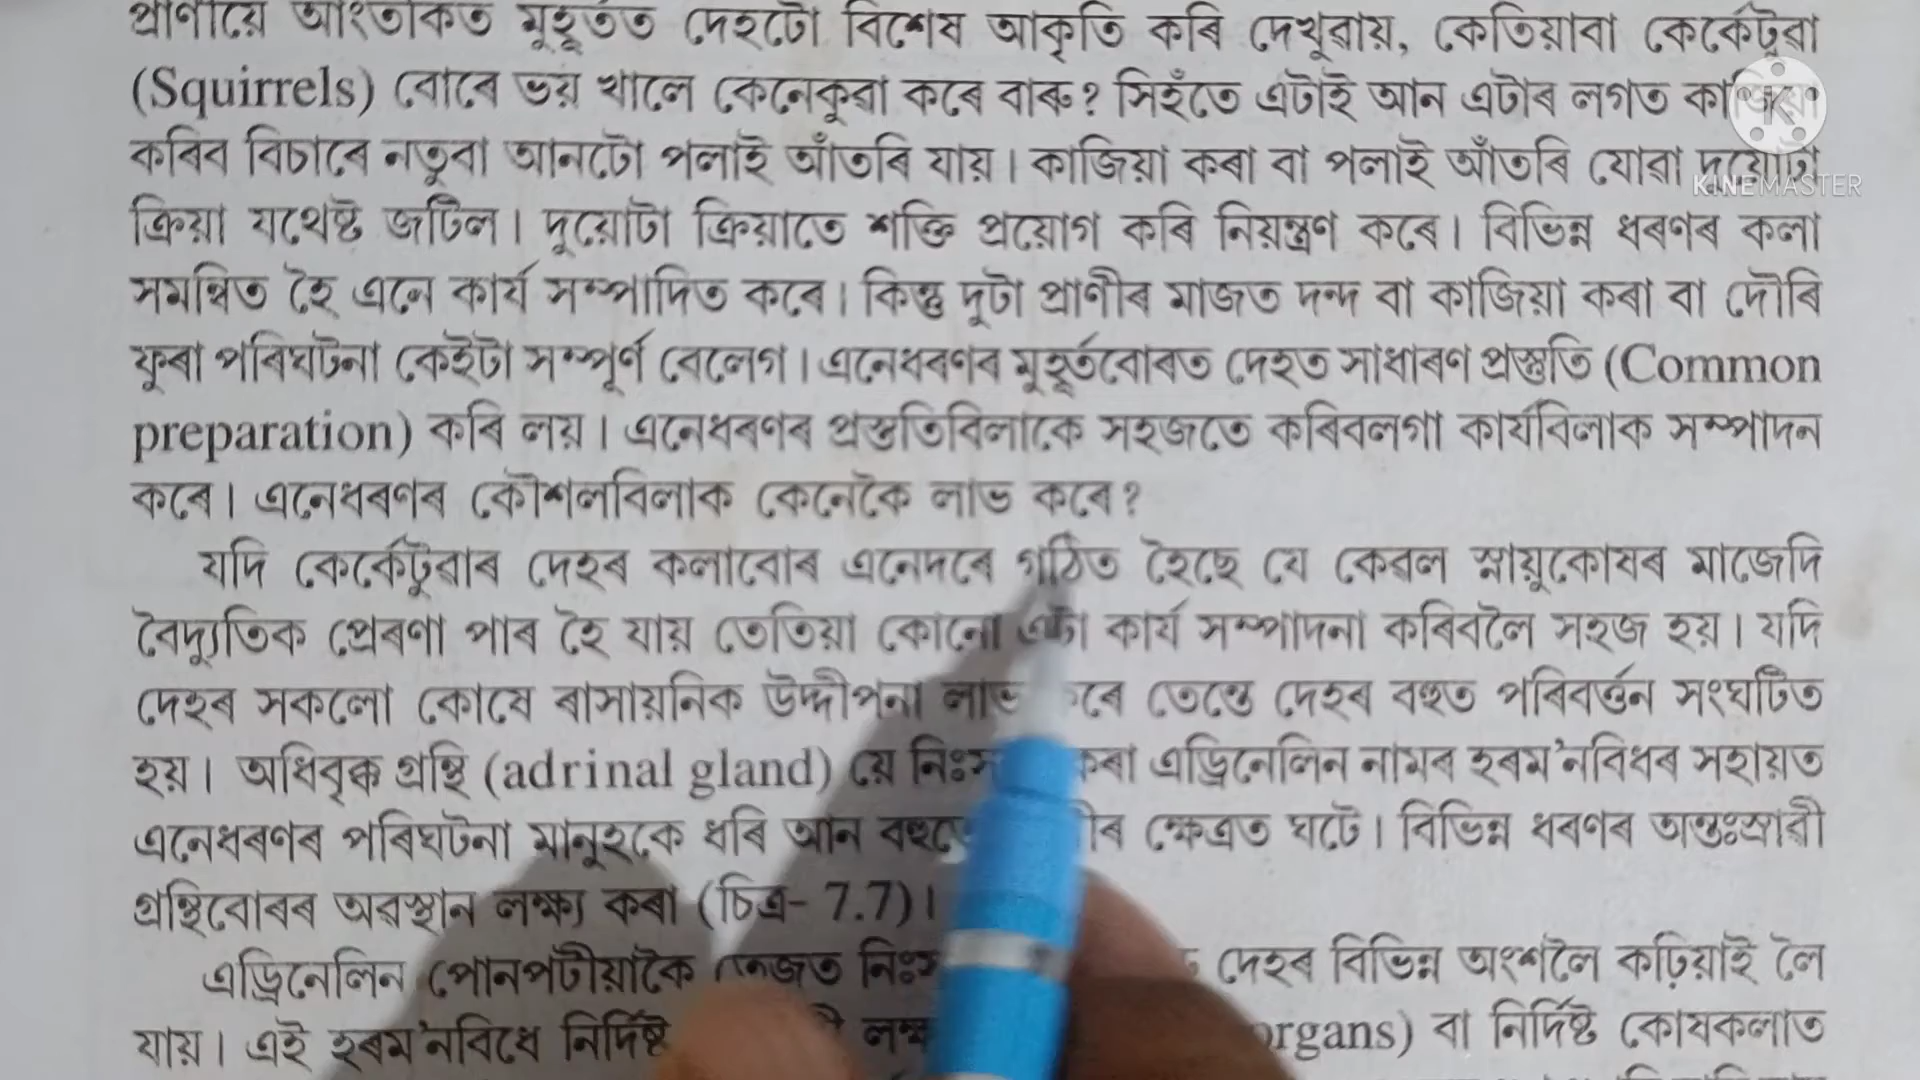 প্ৰাণীয়ে আংতাকত মুহূৰ্তত দেহটো বিশেষ আকৃতি কৰি দেখুৱায়, কেতিয়াবা কেৰ্কেটুৱা
(Squirrels) বোৰে ভয় খালে কেনেকুৱা কৰে বাৰু? সিহঁতে এটাই আন এটাৰ লগত
কৰিব বিচাৰে নতুবা আনটো পলাই আঁতৰি যায়। কাজিয়া কৰা বা পলাই আঁতৰি যোৱা দুয়োটা
KINEMASTER
ক্ৰিয়া যথেষ্ট জটিল। দুয়োটা ক্ৰিয়াতে শক্তি প্ৰয়োগ কৰি নিয়ন্ত্ৰণ কৰে। বিভিন্ন ধৰণৰ কলা
সমন্বিত হৈ এনে কাৰ্য সম্পাদিত কৰে। কিন্তু দুটা প্ৰাণীৰ মাজত দন্দ বা কাজিয়া কৰা বা দৌৰি
ফুৰা পৰিঘটনা কেইটা সম্পূৰ্ণ বেলেগ। এনেধৰণৰ মুহূৰ্তবোৰত দেহত সাধাৰণ প্ৰস্তুতি (Common
preparation) কৰি লয়। এনেধৰণৰ প্ৰস্তুতিবিলাকে সহজতে কৰিবলগা কাৰ্যবিলাক সম্পাদন
কৰে। এনেধৰণৰ কৌশলবিলাক কেনেকৈ লাভ কৰে?
যদি কেৰ্কেটুৱাৰ দেহৰ কলাবোৰ এনেদৰে গঠিত হৈছে যে কেৱল স্নায়ুকোষৰ মাজেদি
বৈদ্যুতিক প্ৰেৰণা পাৰ হৈ যায় তেতিয়া কোনো এটা কাৰ্য সম্পাদনা কৰিবলৈ সহজ হয়। যদি
দেহৰ সকলো কোষে ৰাসায়নিক উদ্দীপনা লাভ কৰে তেন্তে দেহৰ বহুত পৰিবৰ্ত্তন সংঘটিত
হয়। অধিবৃক্ক গ্ৰন্থি (adrinal gland) য়ে কৰা এড্ৰিনেলিন নামৰ হৰম'নবিধৰ সহায়ত
এনেধৰণৰ পৰিঘটনা মানুহকে ধৰি আন ক্ষেত্ৰত ঘটে। বিভিন্ন ধৰণৰ অন্তঃস্ৰাৱী
গ্ৰন্থিবোৰৰ অৱস্থান লক্ষ্য কৰা (চিত্ৰ- 7.7)।
এড্ৰিনেলিন পোনপটীয়াকৈ তেজত দেহৰ বিভিন্ন অংশলৈ কঢ়িয়াই লৈ
যায়। এই হৰম'নবিধে নিৰ্দিষ্ট organs) বা নিৰ্দিষ্ট কোষকলাত